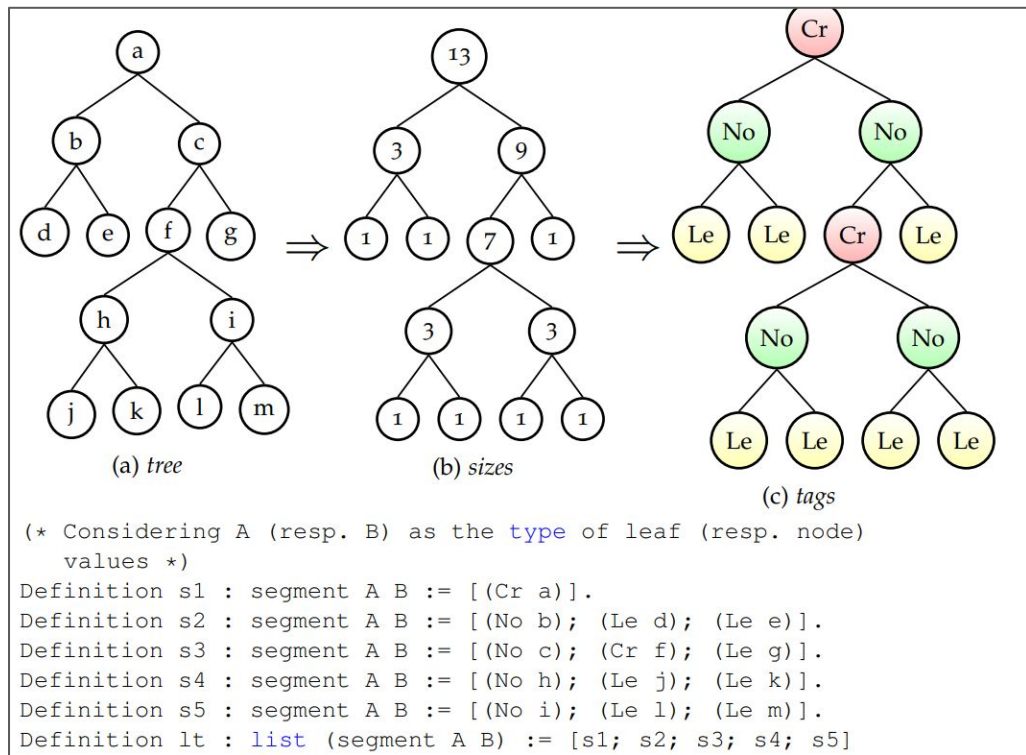 a
b c
d e f g
h i
j k l m
(a) tree
⇒
13
3 9
1 1 7 1
3 3
1 1 1 1
(b) sizes
⇒
Cr
No No
Le Le Cr Le
No No
Le Le Le Le
(c) tags
(* Considering A (resp. B) as the type of leaf (resp. node)
values *)
Definition s1 : segment A B := [(Cr a)].
Definition s2 : segment A B := [(No b); (Le d); (Le e)].
Definition s3 : segment A B := [(No c); (Cr f); (Le g)].
Definition s4 : segment A B := [(No h); (Le j); (Le k)].
Definition s5 : segment A B := [(No i); (Le l); (Le m)].
Definition lt : list (segment A B) := [s1; s2; s3; s4; s5]